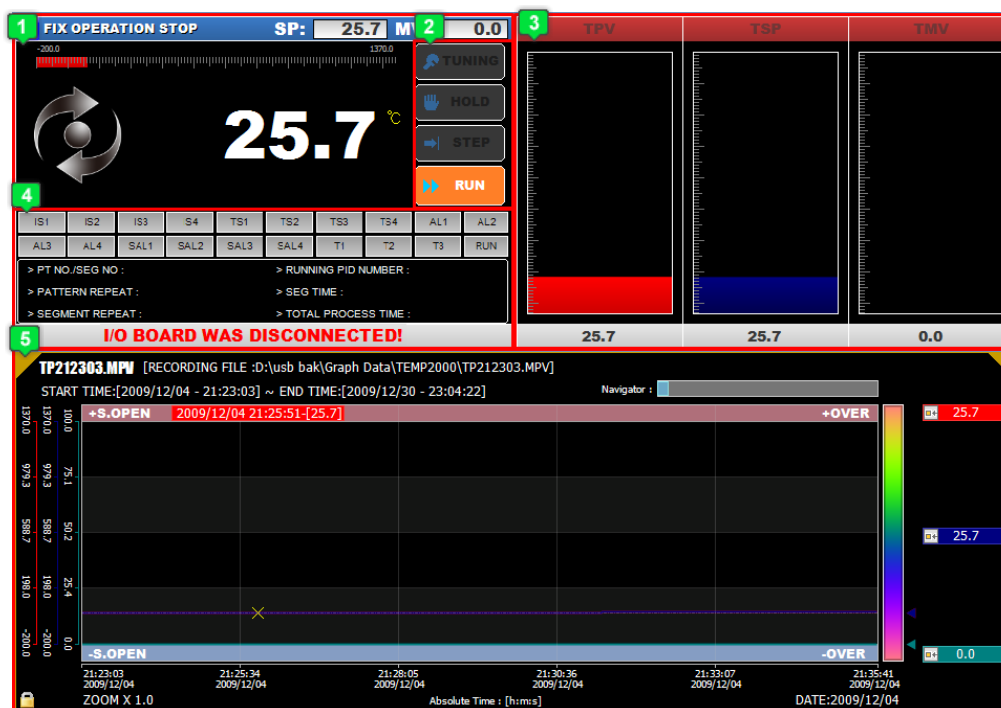 1 FIX OPERATION STOP SP: 25.7 MV 0.0
2
3 TPV TSP TMV
-200.0 1370.0
25.7 ℃
TUNING
HOLD
STEP
RUN
4
IS1 IS2 IS3 S4 TS1 TS2 TS3 TS4 AL1 AL2
AL3 AL4 SAL1 SAL2 SAL3 SAL4 T1 T2 T3 RUN
> PT NO./SEG NO : > RUNNING PID NUMBER :
> PATTERN REPEAT : > SEG TIME :
> SEGMENT REPEAT : > TOTAL PROCESS TIME :
5 I/O BOARD WAS DISCONNECTED!
25.7 25.7 0.0
TP212303.MPV [RECORDING FILE :D:\usb bak\Graph Data\TEMP2000\TP212303.MPV]
START TIME:[2009/12/04 - 21:23:03] ~ END TIME:[2009/12/30 - 23:04:22] Navigator :
+S.OPEN 2009/12/04 21:25:51-[25.7] +OVER
1370.0 1370.0 100.0
979.3 979.3 75.1
588.7 588.7 50.2
198.0 198.0 25.4
-200.0 -200.0 0.0
25.7
25.7
0.0
-S.OPEN -OVER
21:23:03 21:25:34 21:28:05 21:30:36 21:33:07 21:35:41
2009/12/04 2009/12/04 2009/12/04 2009/12/04 2009/12/04 2009/12/04
ZOOM X 1.0 Absolute Time : [h:m:s] DATE:2009/12/04